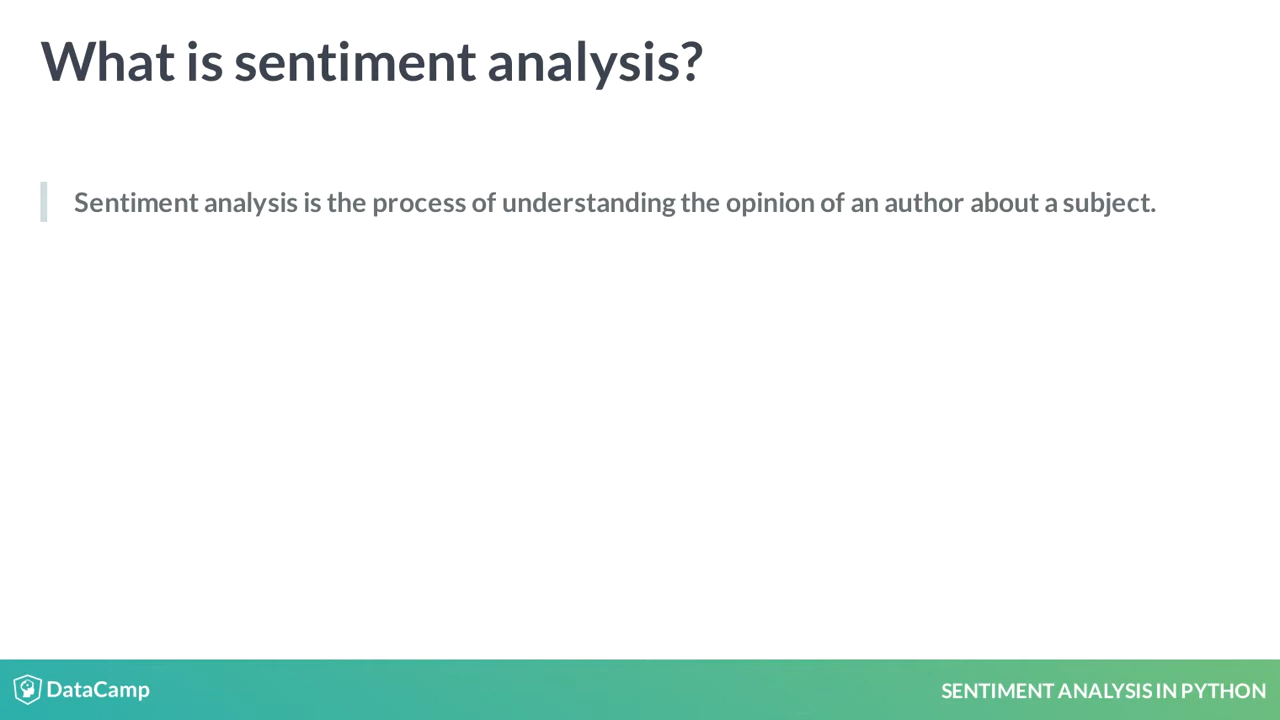 What is sentiment analysis?
Sentiment analysis is the process of understanding the opinion of an author about a subject.
DataCamp
SENTIMENT ANALYSIS IN PYTHON